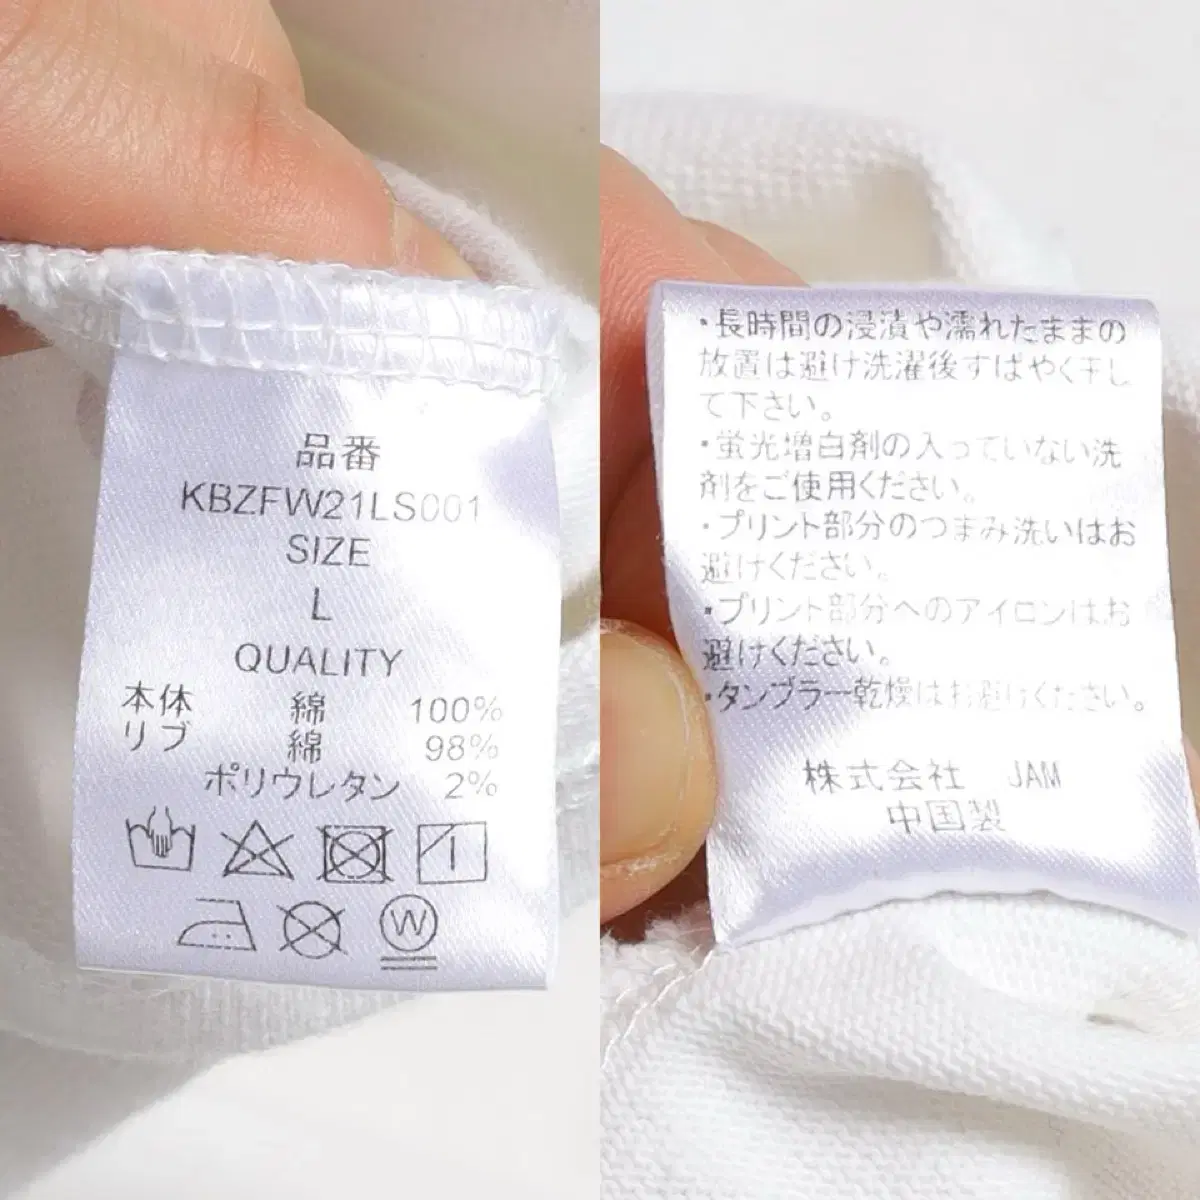 品番
KBZFW21LS001
SIZE
L
QUALITY
本体 綿 100%
リブ 綿 98%
ポリウレタン 2%
W
・長時間の浸漬や濡れたままの
放置は避け洗濯後すばやく干し
て下さい。
・蛍光増白剤の入っていない洗
剤をご使用ください。
・プリント部分のつまみ洗いはお
避けください。
・プリント部分へのアイロンはお
避けください。
・タンブラー乾燥はお避けください。
株式会社 JAM
中国製